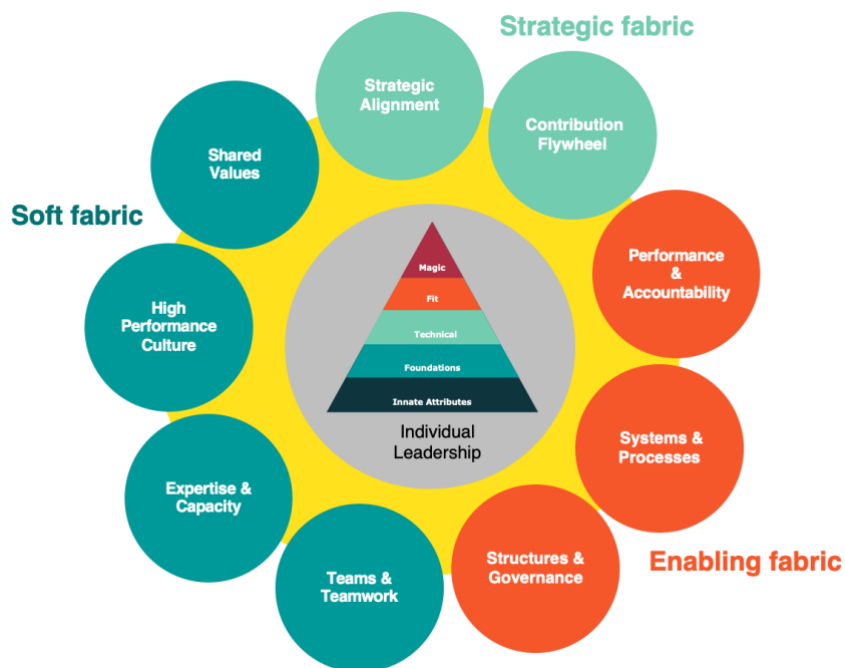 Strategic fabric
Strategic
Alignment
Contribution
Flywheel
Shared
Values
Soft fabric
Performance
&
Accountability
High
Performance
Culture
Magic
Fit
Technical
Foundations
Innate Attributes
Individual
Leadership
Systems &
Processes
Expertise &
Capacity
Structures &
Governance
Enabling fabric
Teams &
Teamwork